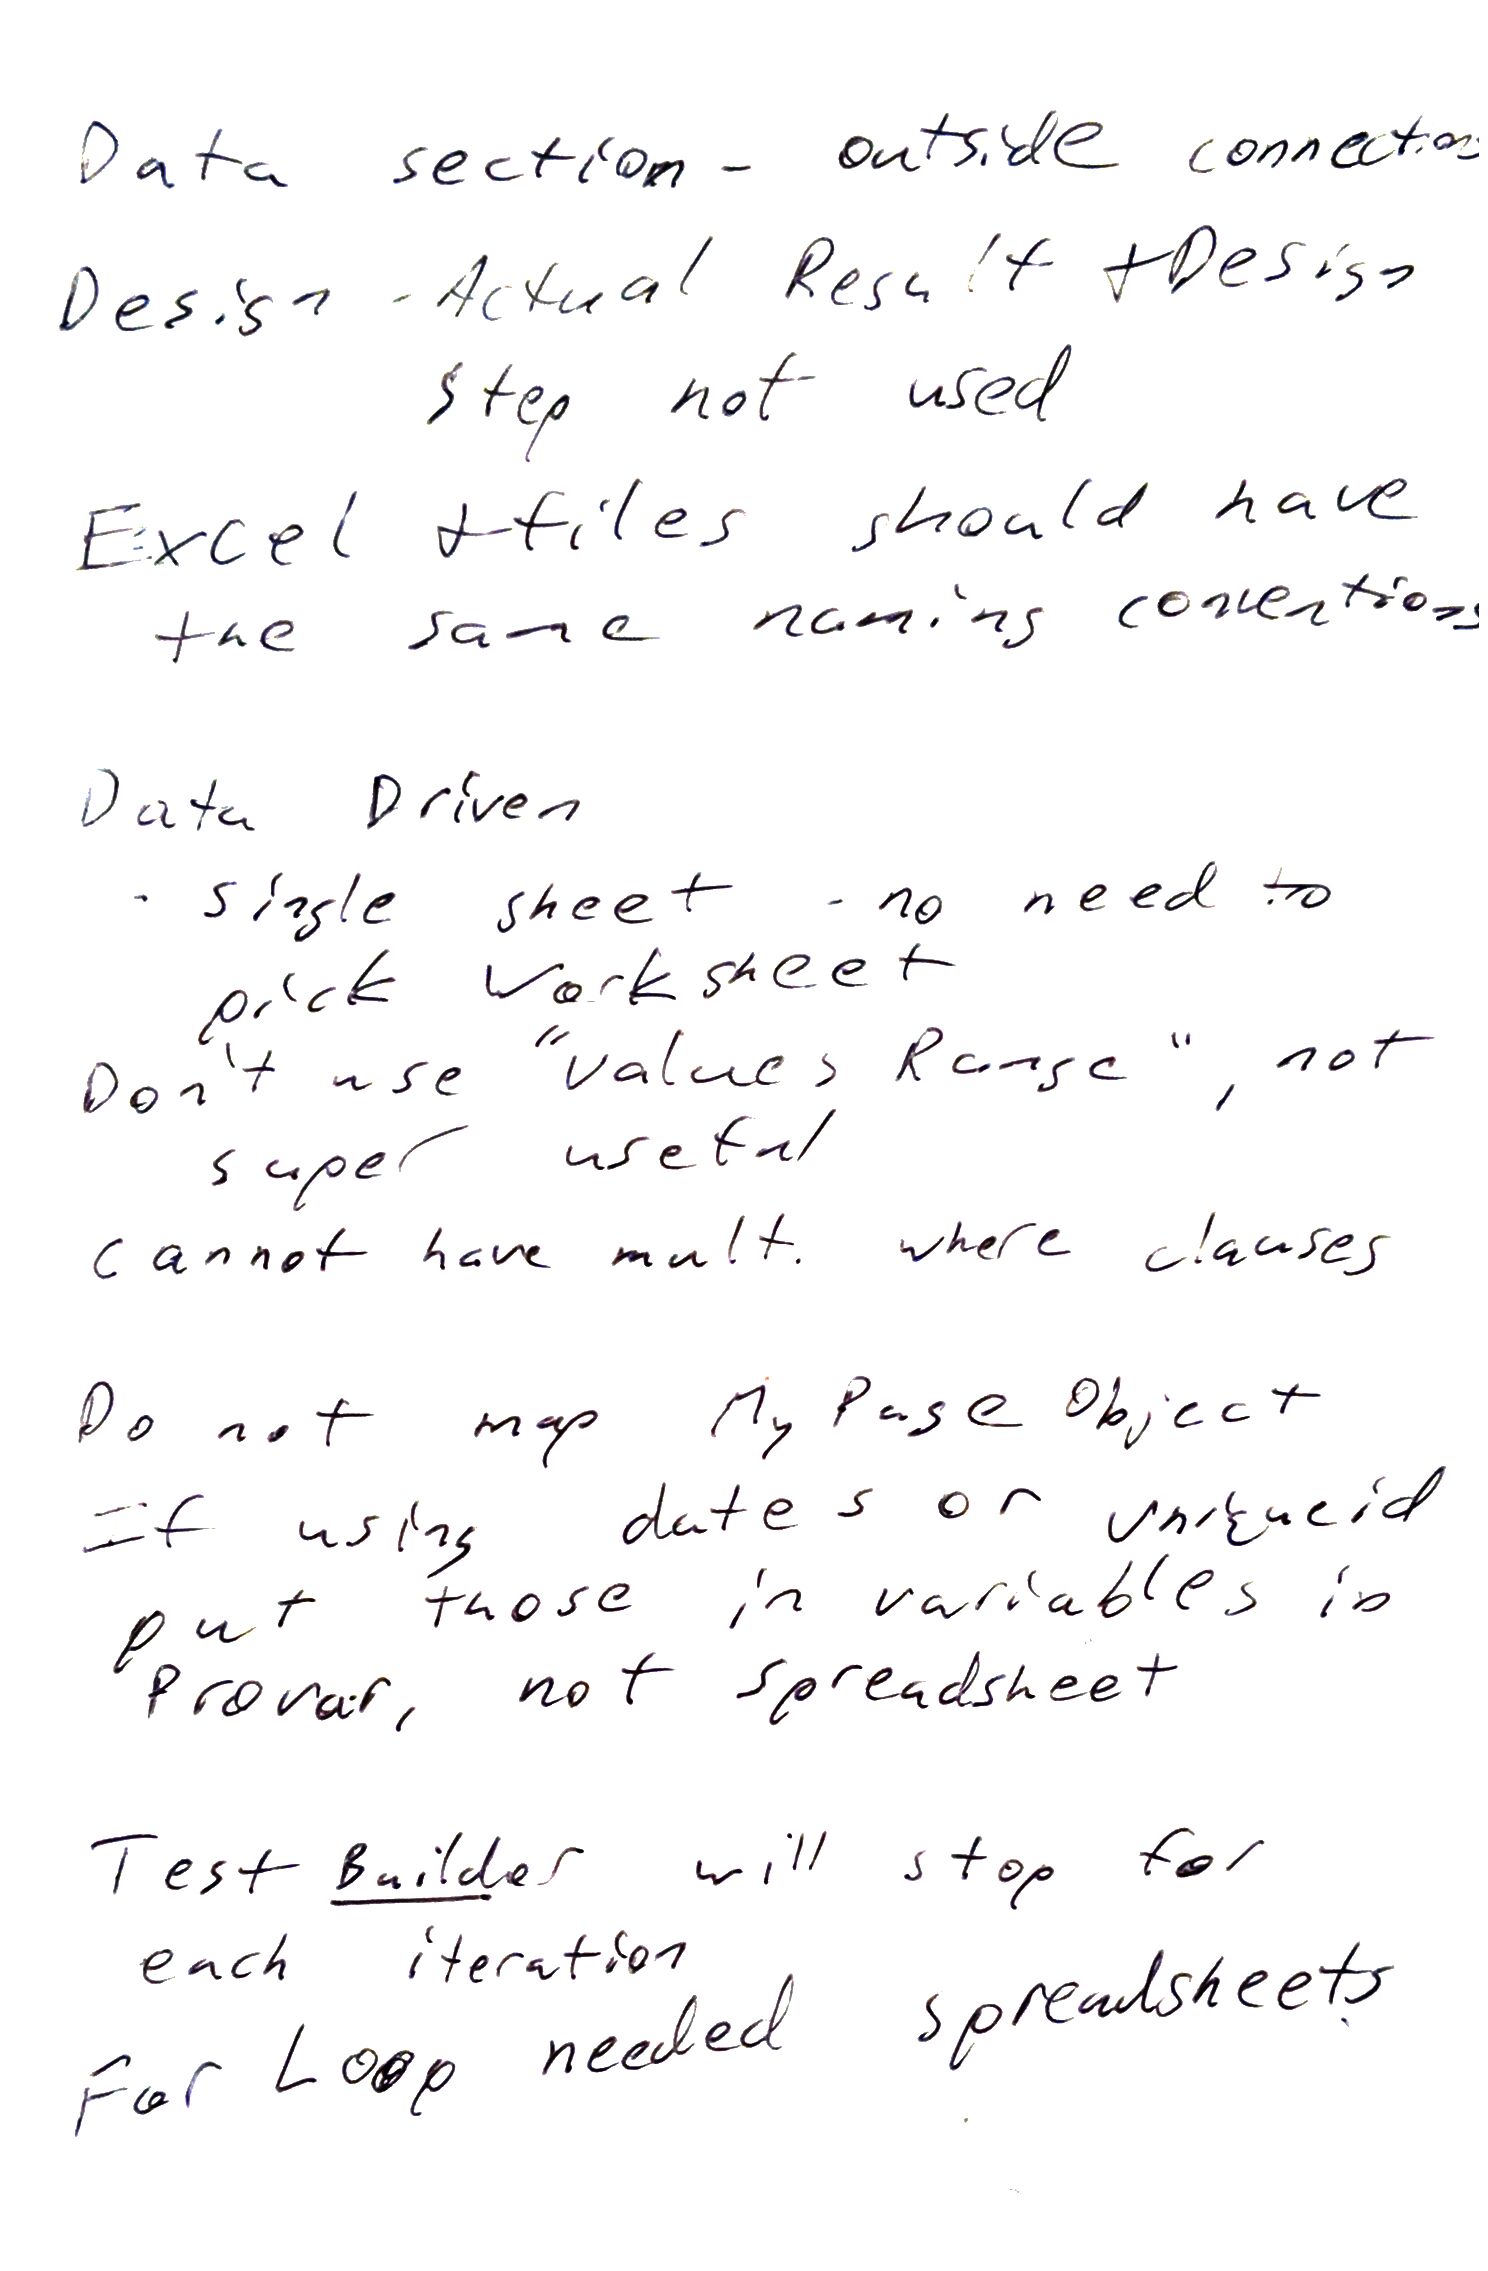 Data section - outside connections
Design - Actual Result + Design
step not used
Excel + files should have
the same naming conventions
Data Driven
- single sheet - no need to
pick worksheet
Don't use "Values Range", not
super useful
Cannot have mult. where clauses
Do not map My Page Object
If using dates or uniqueid
put those in variables in
Provar, not spreadsheet
Test Builder will stop for
each iteration
For Loop needed spreadsheets